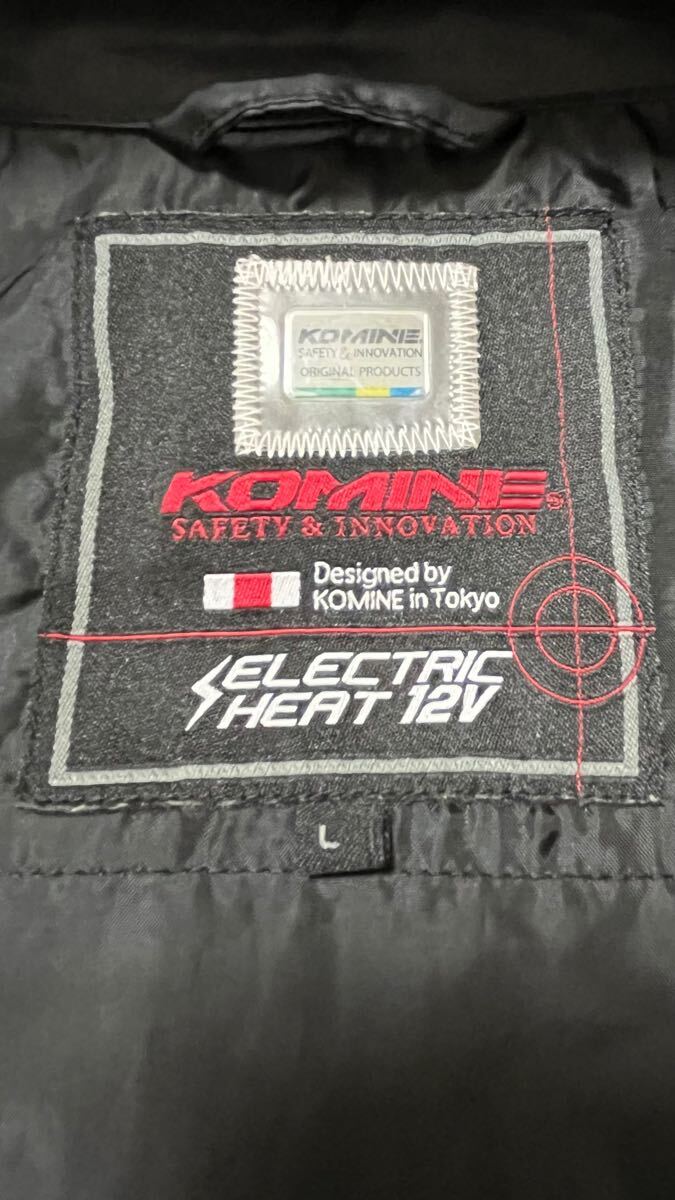 KOMINE
SAFETY & INNOVATION
ORIGINAL PRODUCTS
KOMINE
SAFETY & INNOVATION
Designed by
KOMINE in Tokyo
ELECTRIC
HEAT 12V
L